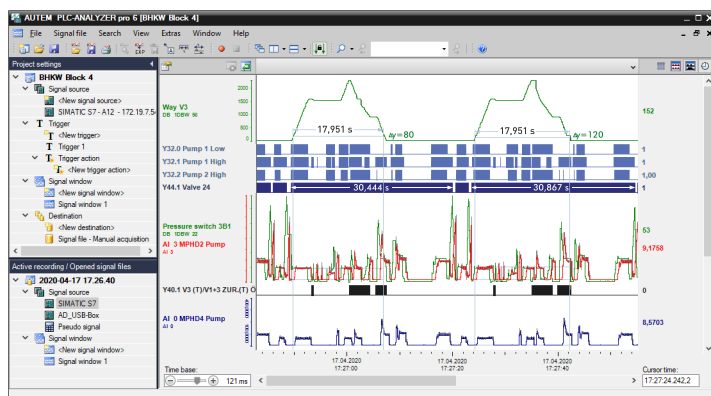 AUTEM PLC-ANALYZER pro 6 [BHKW Block 4]
File Signal file Search View Extras Window Help
Project settings
BHKW Block 4
Signal source
<New signal source>
SIMATIC S7 - A12 - 172.19.7.5
Trigger
<New trigger>
Trigger 1
Trigger action
<New trigger action>
Signal window
<New signal window>
Signal window 1
Destination
<New destination>
Signal file - Manual acquisition
Active recording / Opened signal files
2020-04-17 17.26.40
Signal source
SIMATIC S7
AD_USB-Box
Pseudo signal
Signal window
<New signal window>
Signal window 1
2000
1500
Way V3
DB 1DBW 50
1000
500
0
152
17,951 s
Δy=80
17,951 s
Δy=120
Y32.0 Pump 1 Low
1
Y32.1 Pump 1 High
1
Y32.2 Pump 2 High
1,00
Y44.1 Valve 24
30,444 s
30,867 s
1
Pressure switch 3B1
DB 1DBW 22
53
AI 3 MPHD2 Pump
AI 3
9,1758
Y40.1 V3 (T)/V1+3 ZUR.(T) Ö
0
AI 0 MPHD4 Pump
AI 0
8,5703
17.04.2020
17:27:00
17.04.2020
17:27:20
17.04.2020
17:27:40
Time base:
121 ms
Cursor time:
17:27:24.242,2